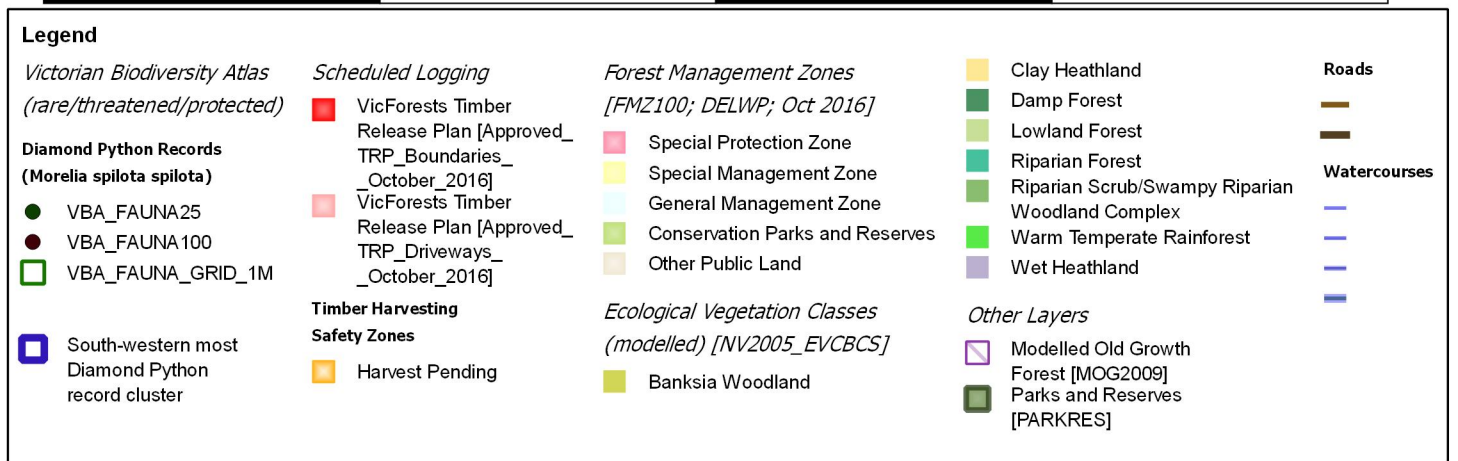 Legend
Victorian Biodiversity Atlas
(rare/threatened/protected)
Diamond Python Records
(Morelia spilota spilota)
VBA_FAUNA25
VBA_FAUNA100
VBA_FAUNA_GRID_1M
South-western most
Diamond Python
record cluster
Scheduled Logging
VicForests Timber
Release Plan [Approved_
TRP_Boundaries_
_October_2016]
VicForests Timber
Release Plan [Approved_
TRP_Driveways_
_October_2016]
Timber Harvesting
Safety Zones
Harvest Pending
Forest Management Zones
[FMZ100; DELWP; Oct 2016]
Special Protection Zone
Special Management Zone
General Management Zone
Conservation Parks and Reserves
Other Public Land
Ecological Vegetation Classes
(modelled) [NV2005_EVCBCS]
Banksia Woodland
Clay Heathland
Damp Forest
Lowland Forest
Riparian Forest
Riparian Scrub/Swampy Riparian
Woodland Complex
Warm Temperate Rainforest
Wet Heathland
Other Layers
Modelled Old Growth
Forest [MOG2009]
Parks and Reserves
[PARKRES]
Roads
Watercourses